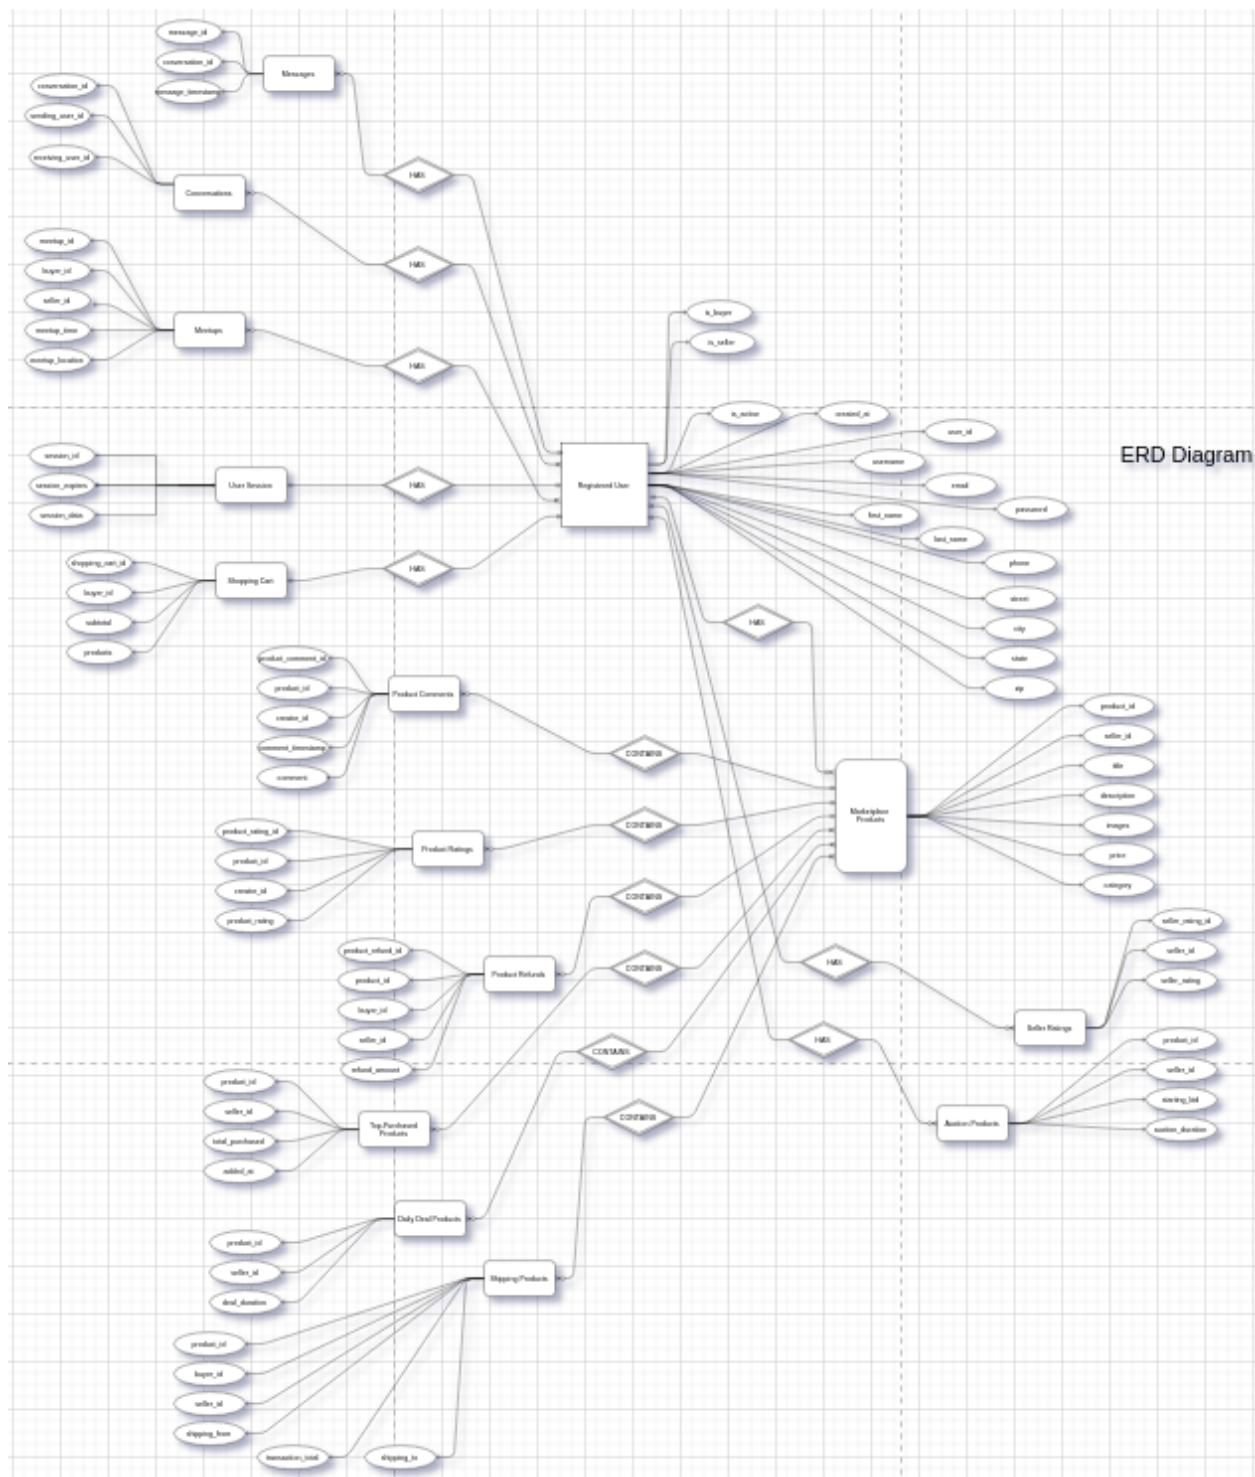 message_id
conversation_id
message_timestamp
Messages
conversation_id
sending_user_id
receiving_user_id
Conversations
HAS
HAS
meetup_id
buyer_id
seller_id
meetup_time
meetup_location
Meetups
HAS
is_buyer
is_seller
is_active
created_at
user_id
username
email
password
first_name
last_name
phone
street
city
state
zip
Registered User
ERD Diagram
session_id
session_expires
session_data
User Session
HAS
shopping_cart_id
buyer_id
subtotal
products
Shopping Cart
HAS
HAS
product_comment_id
product_id
creator_id
comment_timestamp
comment
Product Comments
CONTAINS
product_id
seller_id
title
description
images
price
category
Marketplace
Products
product_rating_id
product_id
creator_id
product_rating
Product Ratings
CONTAINS
product_refund_id
product_id
buyer_id
seller_id
refund_amount
Product Refunds
CONTAINS
CONTAINS
HAS
seller_rating_id
seller_id
seller_rating
Seller Ratings
CONTAINS
HAS
product_id
seller_id
starting_bid
auction_duration
Auction Products
product_id
seller_id
total_purchased
added_at
Top Purchased
Products
CONTAINS
product_id
seller_id
deal_duration
Daily Deal Products
Shipping Products
product_id
buyer_id
seller_id
shipping_from
transaction_total
shipping_to